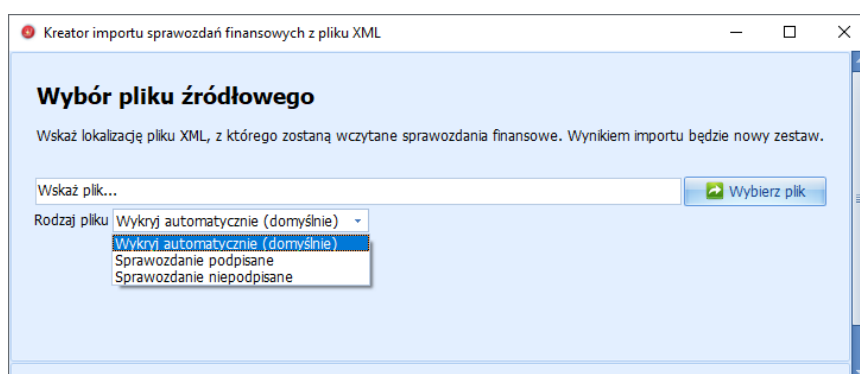 Kreator importu sprawozdań finansowych z pliku XML
Wybór pliku źródłowego
Wskaż lokalizację pliku XML, z którego zostaną wczytane sprawozdania finansowe. Wynikiem importu będzie nowy zestaw.
Wskaż plik...
Wybierz plik
Rodzaj pliku Wykryj automatycznie (domyślnie)
Wykryj automatycznie (domyślnie)
Sprawozdanie podpisane
Sprawozdanie niepodpisane